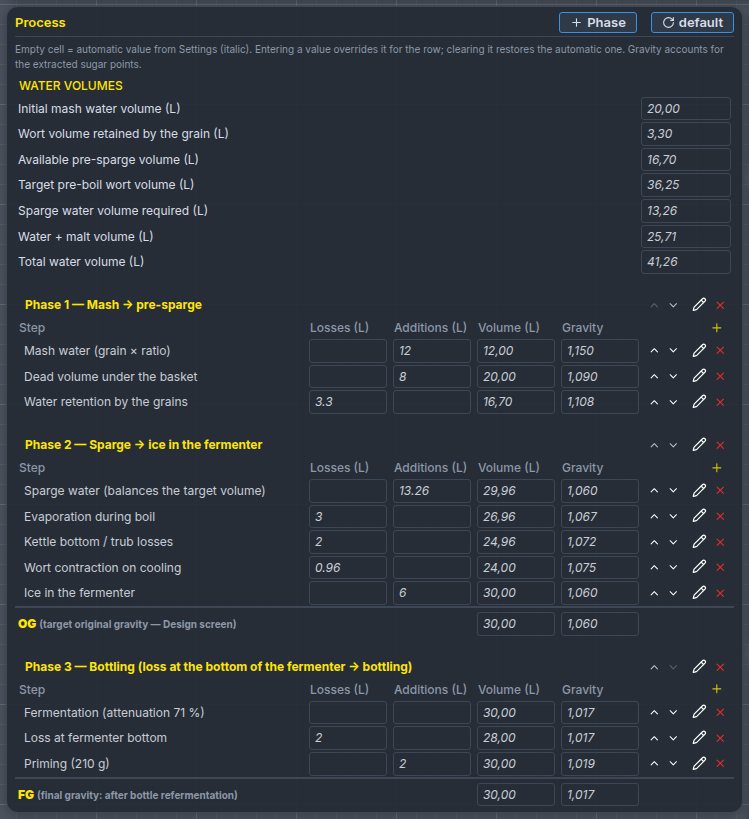 Process
+ Phase
default
Empty cell = automatic value from Settings (italic). Entering a value overrides it for the row; clearing it restores the automatic one. Gravity accounts for
the extracted sugar points.
WATER VOLUMES
Initial mash water volume (L) 20,00
Wort volume retained by the grain (L) 3,30
Available pre-sparge volume (L) 16,70
Target pre-boil wort volume (L) 36,25
Sparge water volume required (L) 13,26
Water + malt volume (L) 25,71
Total water volume (L) 41,26
Phase 1 — Mash → pre-sparge
Step Losses (L) Additions (L) Volume (L) Gravity +
Mash water (grain × ratio) 12 12,00 1,150
Dead volume under the basket 8 20,00 1,090
Water retention by the grains 3.3 16,70 1,108
Phase 2 — Sparge → ice in the fermenter
Step Losses (L) Additions (L) Volume (L) Gravity +
Sparge water (balances the target volume) 13.26 29,96 1,060
Evaporation during boil 3 26,96 1,067
Kettle bottom / trub losses 2 24,96 1,072
Wort contraction on cooling 0.96 24,00 1,075
Ice in the fermenter 6 30,00 1,060
OG (target original gravity — Design screen) 30,00 1,060
Phase 3 — Bottling (loss at the bottom of the fermenter → bottling)
Step Losses (L) Additions (L) Volume (L) Gravity +
Fermentation (attenuation 71 %) 30,00 1,017
Loss at fermenter bottom 2 28,00 1,017
Priming (210 g) 2 30,00 1,019
FG (final gravity: after bottle refermentation) 30,00 1,017